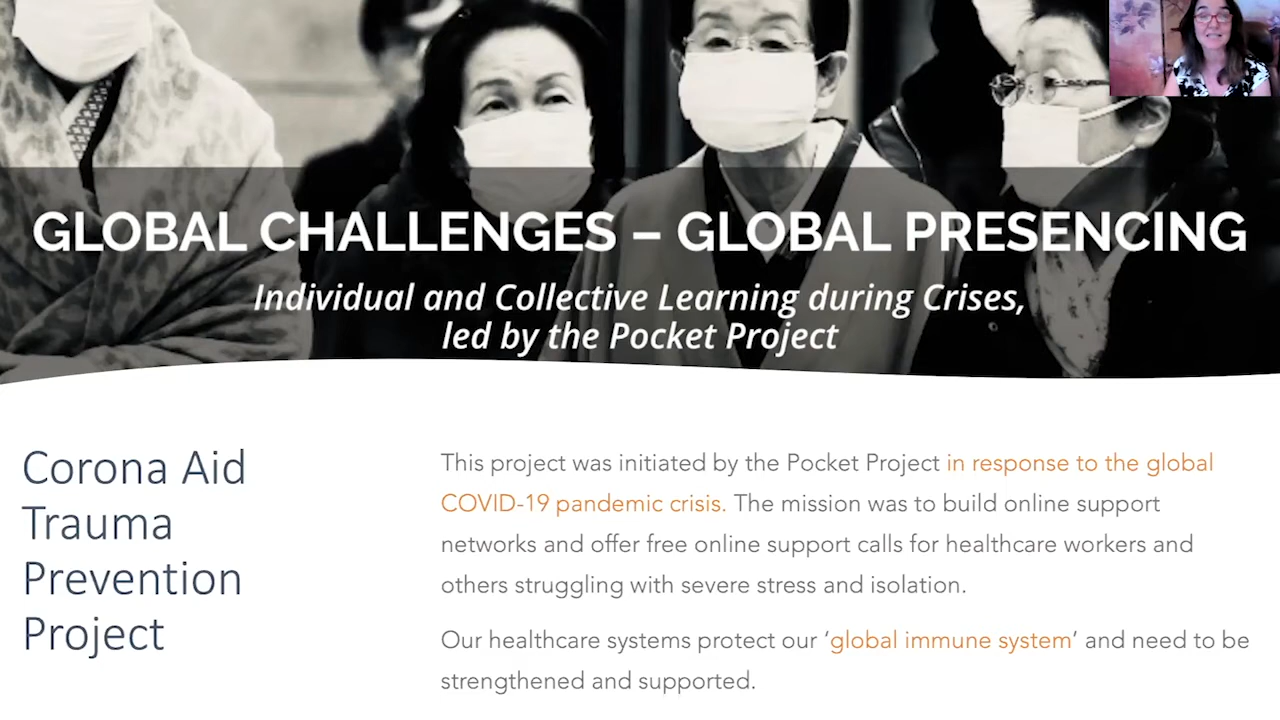 GLOBAL CHALLENGES – GLOBAL PRESENCING
Individual and Collective Learning during Crises,
led by the Pocket Project
Corona Aid
Trauma
Prevention
Project
This project was initiated by the Pocket Project in response to the global
COVID-19 pandemic crisis. The mission was to build online support
networks and offer free online support calls for healthcare workers and
others struggling with severe stress and isolation.
Our healthcare systems protect our ‘global immune system’ and need to be
strengthened and supported.